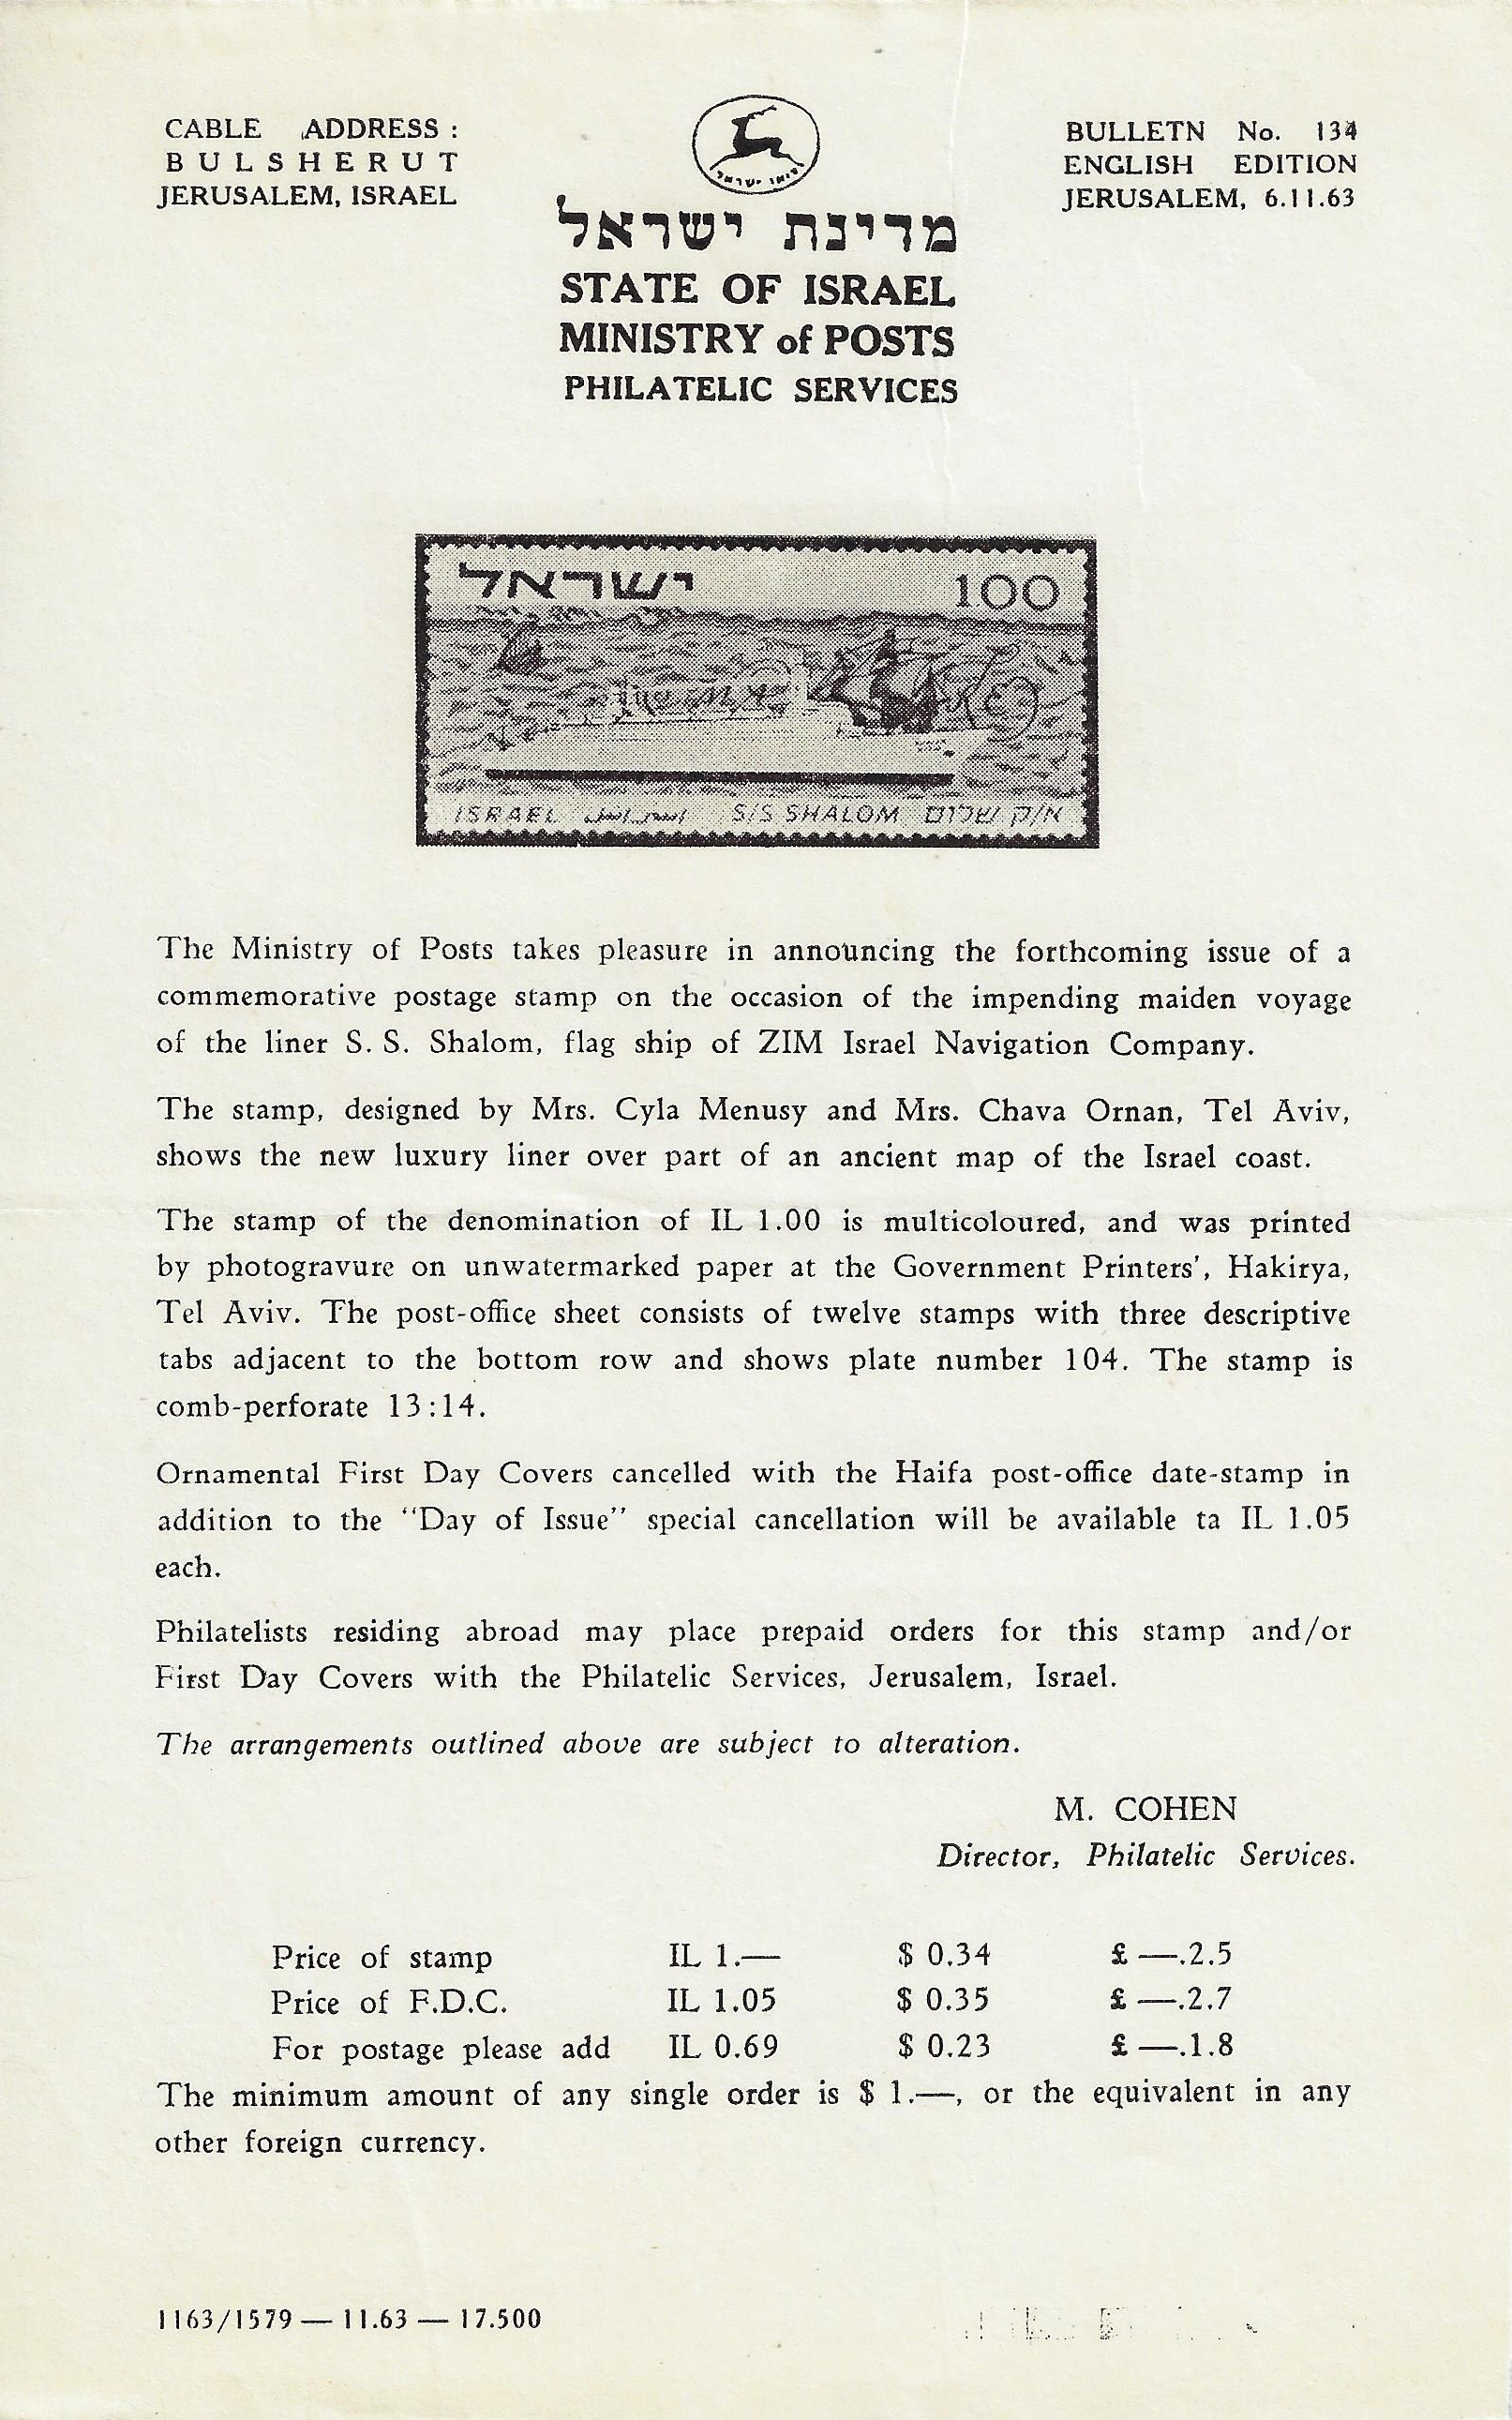 CABLE ADDRESS :
BULSHERUT
JERUSALEM, ISRAEL
BULLETN No. 134
ENGLISH EDITION
JERUSALEM, 6.11.63
דואר ישראל
מדינת ישראל
STATE OF ISRAEL
MINISTRY of POSTS
PHILATELIC SERVICES
ישראל 100
ISRAEL اسرائيل S/S SHALOM א/ק שלום
The Ministry of Posts takes pleasure in announcing the forthcoming issue of a
commemorative postage stamp on the occasion of the impending maiden voyage
of the liner S. S. Shalom, flag ship of ZIM Israel Navigation Company.
The stamp, designed by Mrs. Cyla Menusy and Mrs. Chava Ornan, Tel Aviv,
shows the new luxury liner over part of an ancient map of the Israel coast.
The stamp of the denomination of IL 1.00 is multicoloured, and was printed
by photogravure on unwatermarked paper at the Government Printers', Hakirya,
Tel Aviv. The post-office sheet consists of twelve stamps with three descriptive
tabs adjacent to the bottom row and shows plate number 104. The stamp is
comb-perforate 13:14.
Ornamental First Day Covers cancelled with the Haifa post-office date-stamp in
addition to the "Day of Issue" special cancellation will be available ta IL 1.05
each.
Philatelists residing abroad may place prepaid orders for this stamp and/or
First Day Covers with the Philatelic Services, Jerusalem, Israel.
The arrangements outlined above are subject to alteration.
M. COHEN
Director, Philatelic Services.
Price of stamp IL 1.— $ 0.34 £ —.2.5
Price of F.D.C. IL 1.05 $ 0.35 £ —.2.7
For postage please add IL 0.69 $ 0.23 £ —.1.8
The minimum amount of any single order is $ 1.—, or the equivalent in any
other foreign currency.
1163/1579 — 11.63 — 17.500